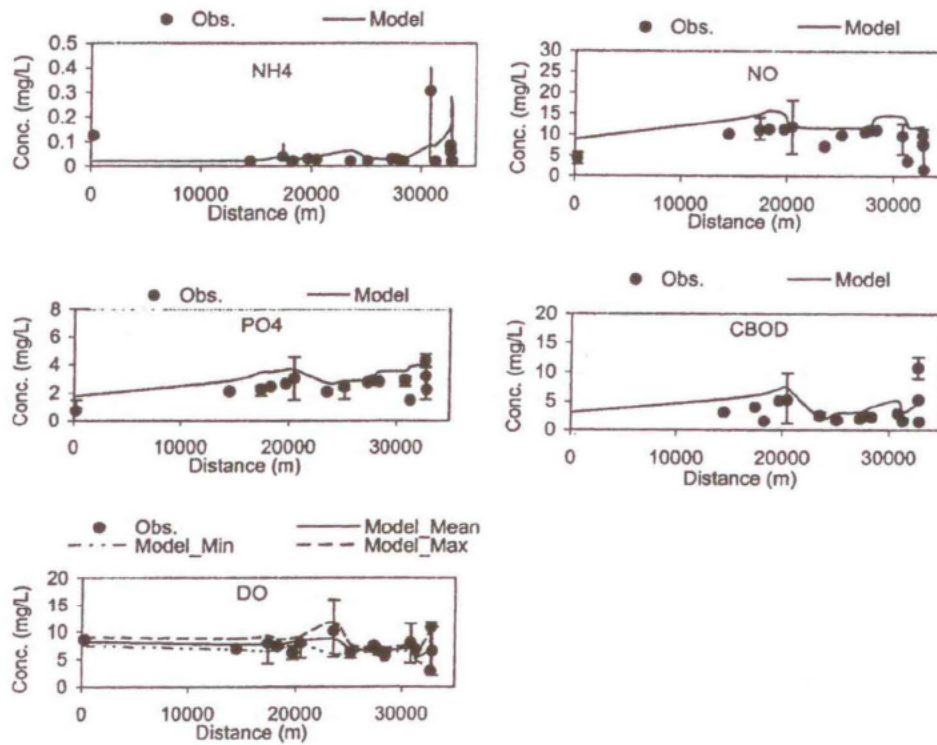 Obs. Model
0.5
0.4
0.3
0.2
0.1
0
Conc. (mg/L)
NH4
0 10000 20000 30000
Distance (m)
Obs. Model
30
25
20
15
10
5
0
Conc. (mg/L)
NO
0 10000 20000 30000
Distance (m)
Obs. Model
8
6
4
2
0
Conc. (mg/L)
PO4
0 10000 20000 30000
Distance (m)
Obs. Model
20
15
10
5
0
Conc. (mg/L)
CBOD
0 10000 20000 30000
Distance (m)
Obs. Model_Mean
Model_Min Model_Max
20
15
10
5
0
Conc. (mg/L)
DO
0 10000 20000 30000
Distance (m)